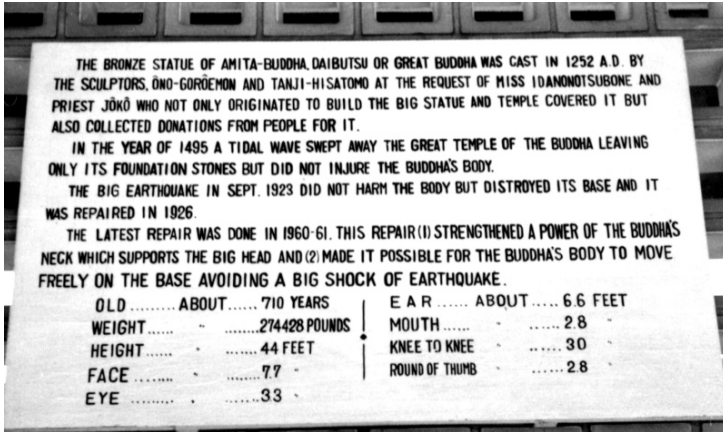 THE BRONZE STATUE OF AMITA-BUDDHA, DAIBUTSU OR GREAT BUDDHA WAS CAST IN 1252 A.D. BY
THE SCULPTORS, ŌNO-GORŌEMON AND TANJI-HISATOMO AT THE REQUEST OF MISS IDANONOTSUBONE AND
PRIEST JŌKŌ WHO NOT ONLY ORIGINATED TO BUILD THE BIG STATUE AND TEMPLE COVERED IT BUT
ALSO COLLECTED DONATIONS FROM PEOPLE FOR IT.
IN THE YEAR OF 1495 A TIDAL WAVE SWEPT AWAY THE GREAT TEMPLE OF THE BUDDHA LEAVING
ONLY ITS FOUNDATION STONES BUT DID NOT INJURE THE BUDDHA'S BODY.
THE BIG EARTHOUAKE IN SEPT. 1923 DID NOT HARM THE BODY BUT DISTROYED ITS BASE AND IT
WAS REPAIRED IN 1926.
THE LATEST REPAIR WAS DONE IN 1960-61. THIS REPAIR (1) STRENGTHENED A POWER OF THE BUDDHA'S
NECK WHICH SUPPORTS THE BIG HEAD AND (2) MADE IT POSSIBLE FOR THE BUDDHA'S BODY TO MOVE
FREELY ON THE BASE AVOIDING A BIG SHOCK OF EARTHQUAKE.
OLD ......... ABOUT ...... 710 YEARS
WEIGHT ...... " ........ 274428 POUNDS
HEIGHT ...... " ........ 44 FEET
FACE ........ " ........ 7.7 "
EYE ......... " ....... 3.3 "
EAR ...... ABOUT ..... 6.6 FEET
MOUTH ...... " ...... 2.8 "
KNEE TO KNEE " ...... 30 "
ROUND OF THUMB " ...... 2.8 "